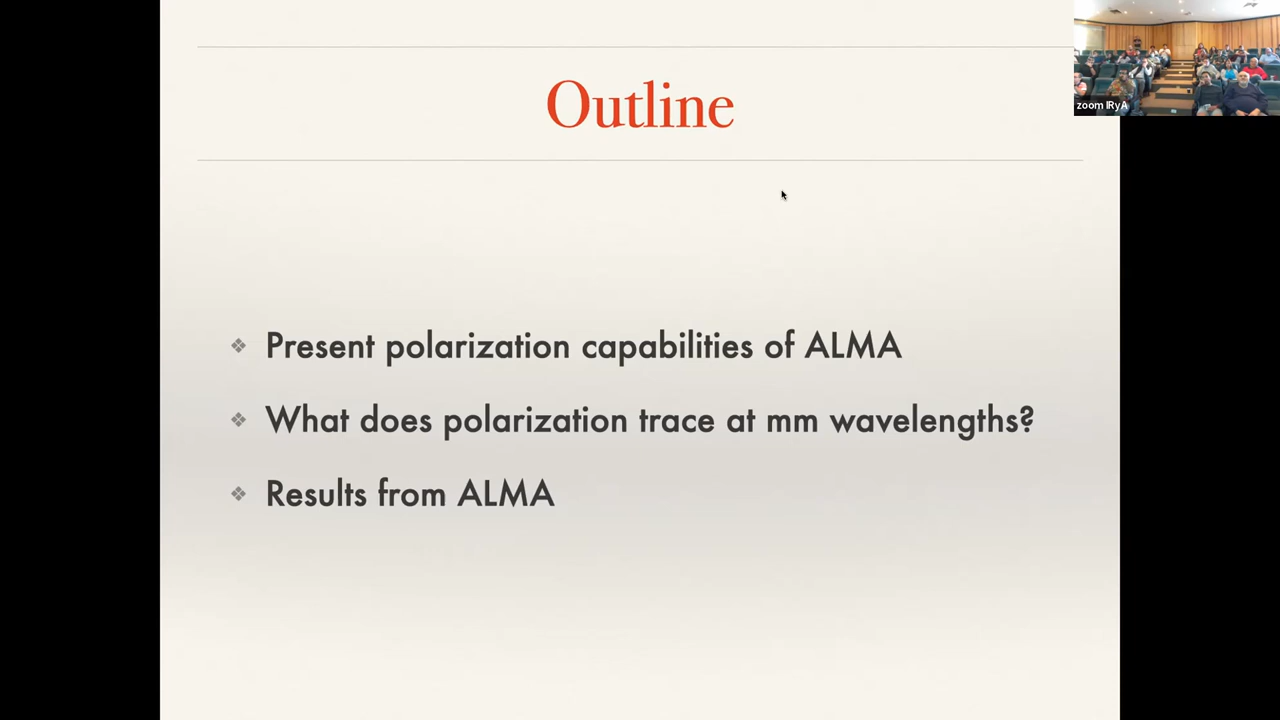 Outline
zoom IRyA
❖ Present polarization capabilities of ALMA
❖ What does polarization trace at mm wavelengths?
❖ Results from ALMA